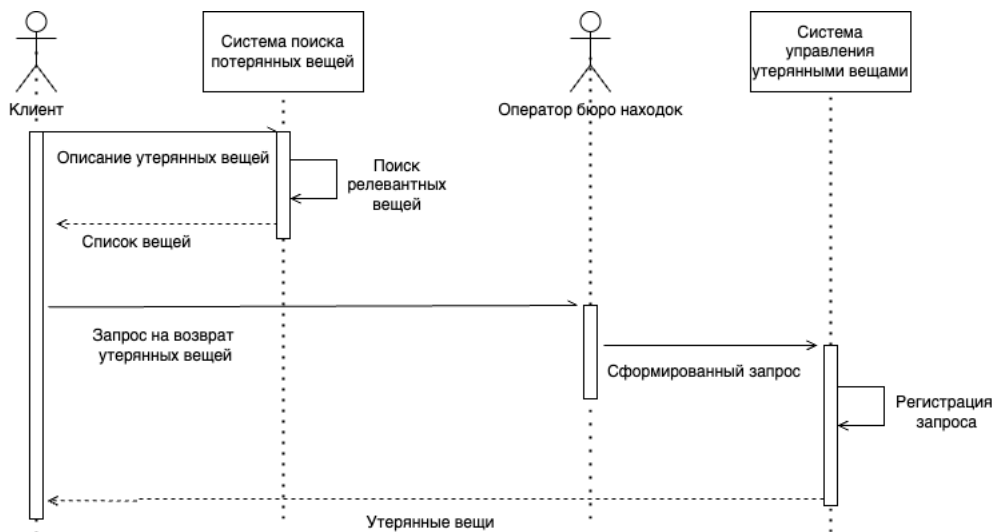 Система поиска
потерянных вещей
Система
управления
утерянными вещами
Клиент
Оператор бюро находок
Описание утерянных вещей
Поиск
релевантных
вещей
Список вещей
Запрос на возврат
утерянных вещей
Сформированный запрос
Регистрация
запроса
Утерянные вещи